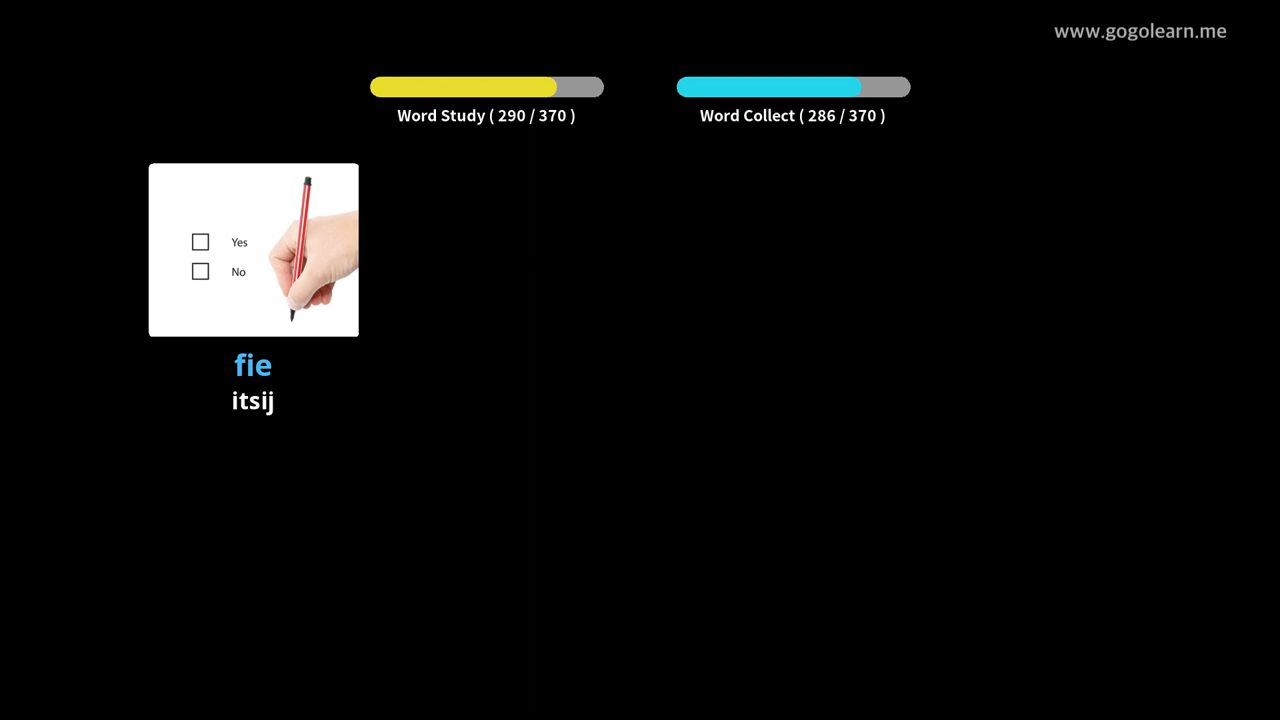 www.gogolearn.me
Word Study ( 290 / 370 )
Word Collect ( 286 / 370 )
Yes
No
fie
itsij